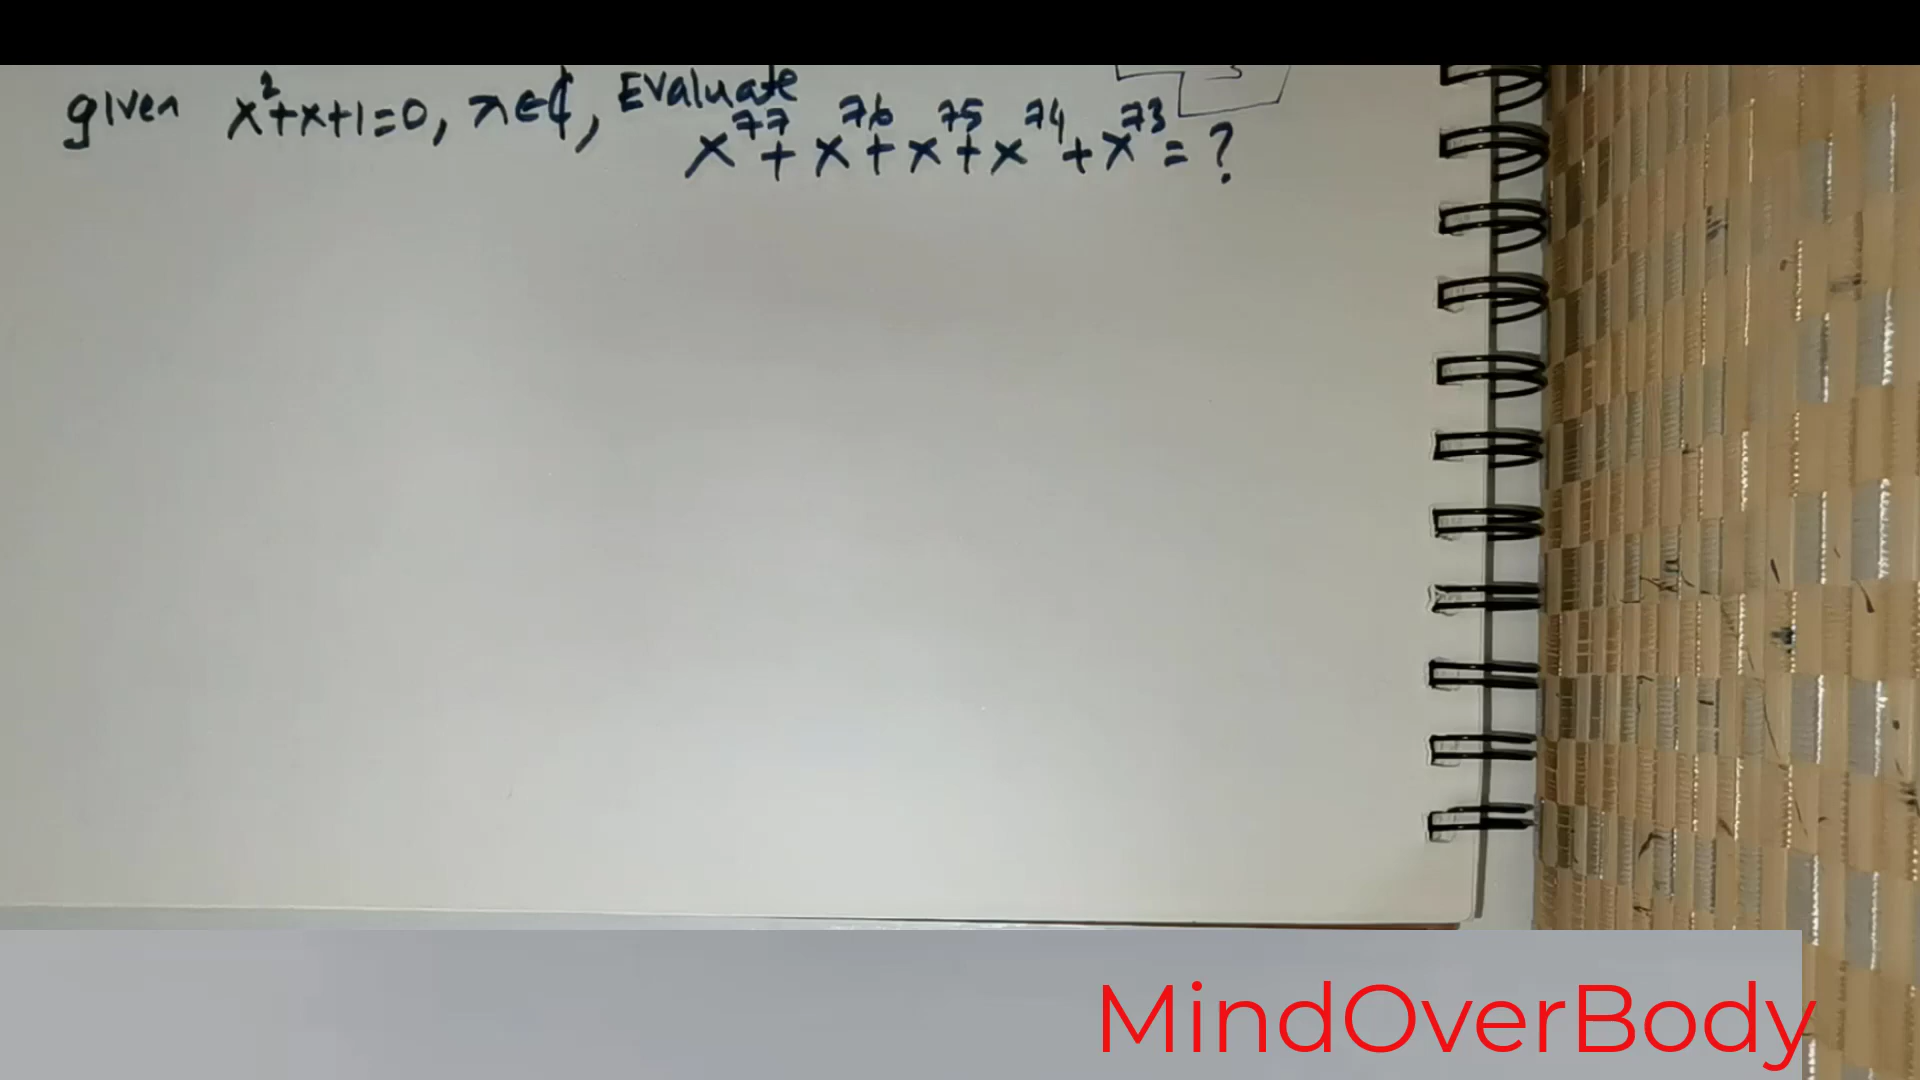 given x²+x+1=0, x∈ℂ, Evaluate
x⁷⁷+x⁷⁶+x⁷⁵+x⁷⁴+x⁷³=?
MindOverBody